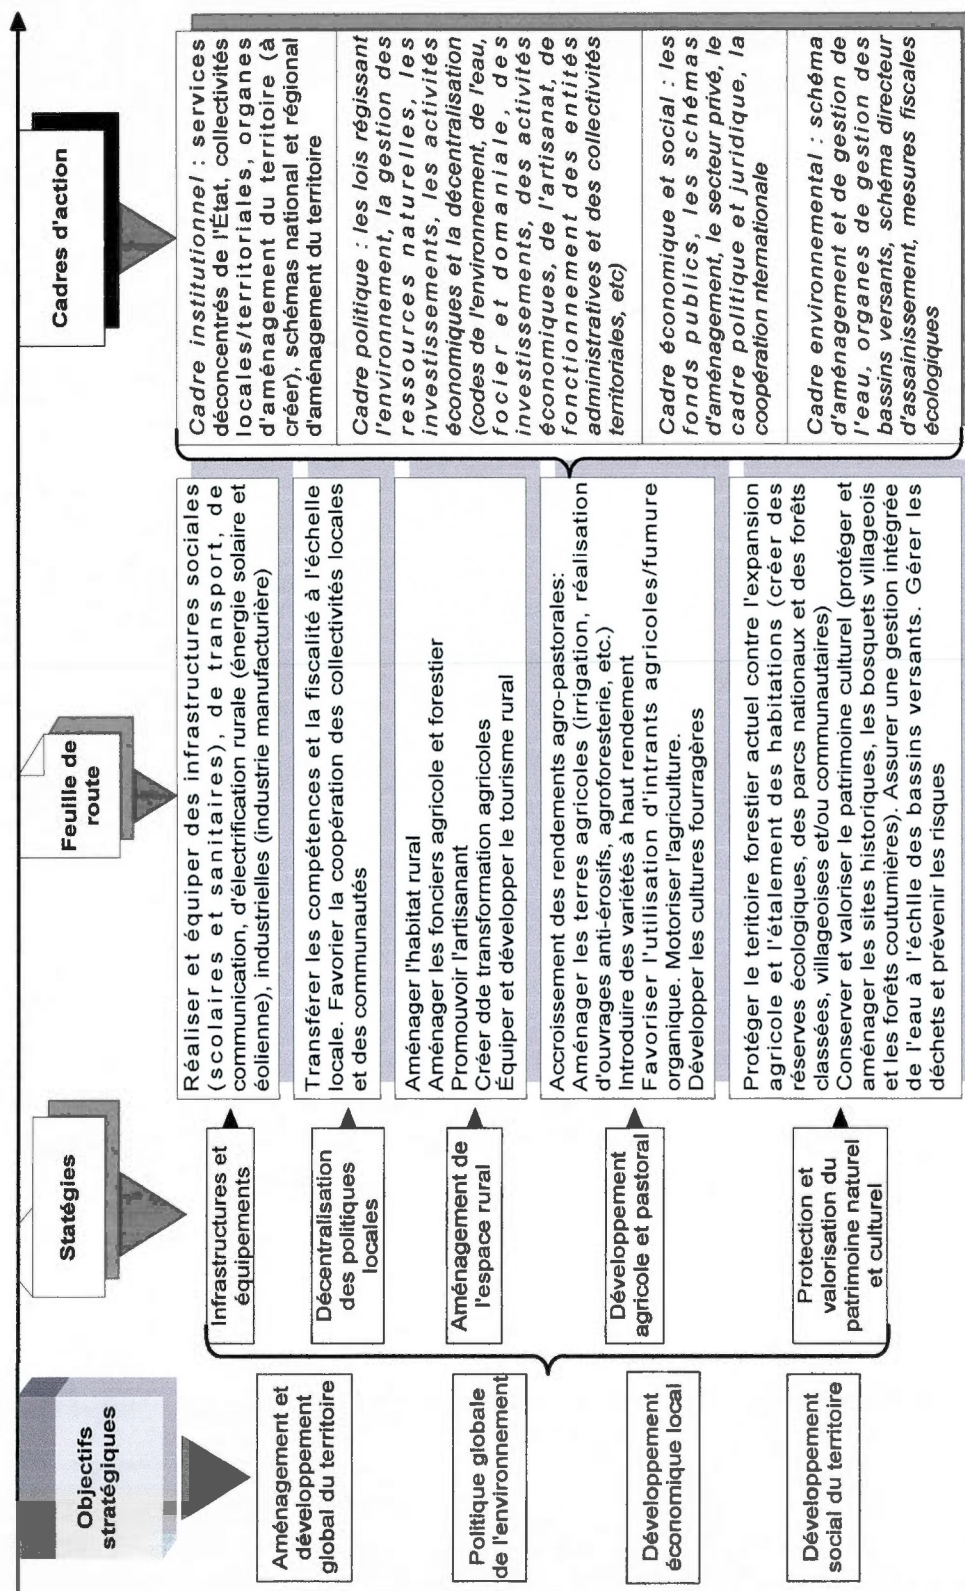 Objectifs
stratégiques
Aménagement et
développement
global du territoire
Politique globale
de l'environnement
Développement
économique local
Développement
social du territoire
Statégies
Infrastructures et
équipements
Décentralisation
des politiques
locales
Aménagement de
l'espace rural
Développement
agricole et pastoral
Protection et
valorisation du
patrimoine naturel
et culturel
Feuille de
route
Réaliser et équiper des infrastructures sociales
(scolaires et sanitaires), de transport, de
communication, d'électrification rurale (énergie solaire et
éolienne), industrielles (industrie manufacturière)
Transférer les compétences et la fiscalité à l'échelle
locale. Favorier la coopération des collectivités locales
et des communautés
Aménager l'habitat rural
Aménager les fonciers agricole et forestier
Promouvoir l'artisanant
Créer dde transformation agricoles
Équiper et développer le tourisme rural
Accroissement des rendements agro-pastorales:
Aménager les terres agricoles (irrigation, réalisation
d'ouvrages anti-érosifs, agroforesterie, etc.)
Introduire des variétés à haut rendement
Favoriser l'utilisation d'intrants agricoles/fumure
organique. Motoriser l'agriculture.
Développer les cultures fourragères
Protéger le teritoire forestier actuel contre l'expansion
agricole et l'étalement des habitations (créer des
réserves écologiques, des parcs nationaux et des forêts
classées, villageoises et/ou communautaires)
Conserver et valoriser le patrimoine culturel (protéger et
aménager les sites historiques, les bosquets villageois
et les forêts coutumières). Assurer une gestion intégrée
de l'eau à l'échille des bassins versants. Gérer les
déchets et prévenir les risques
Cadres d'action
Cadre institutionnel : services
déconcentrés de l'État, collectivités
locales/territoriales, organes
d'aménagement du territoire (à
créer), schémas national et régional
d'aménagement du territoire
Cadre politique : les lois régissant
l'environnement, la gestion des
ressources naturelles, les
investissements, les activités
économiques et la décentralisation
(codes de l'environnement, de l'eau,
focier et domaniale, des
investissements, des activités
économiques, de l'artisanat, de
fonctionnement des entités
administratives et des collectivités
territoriales, etc)
Cadre économique et social : les
fonds publics, les schémas
d'aménagement, le secteur privé, le
cadre politique et juridique, la
coopération nternationale
Cadre environnemental : schéma
d'aménagement et de gestion de
l'eau, organes de gestion des
bassins versants, schéma directeur
d'assainissement, mesures fiscales
écologiques